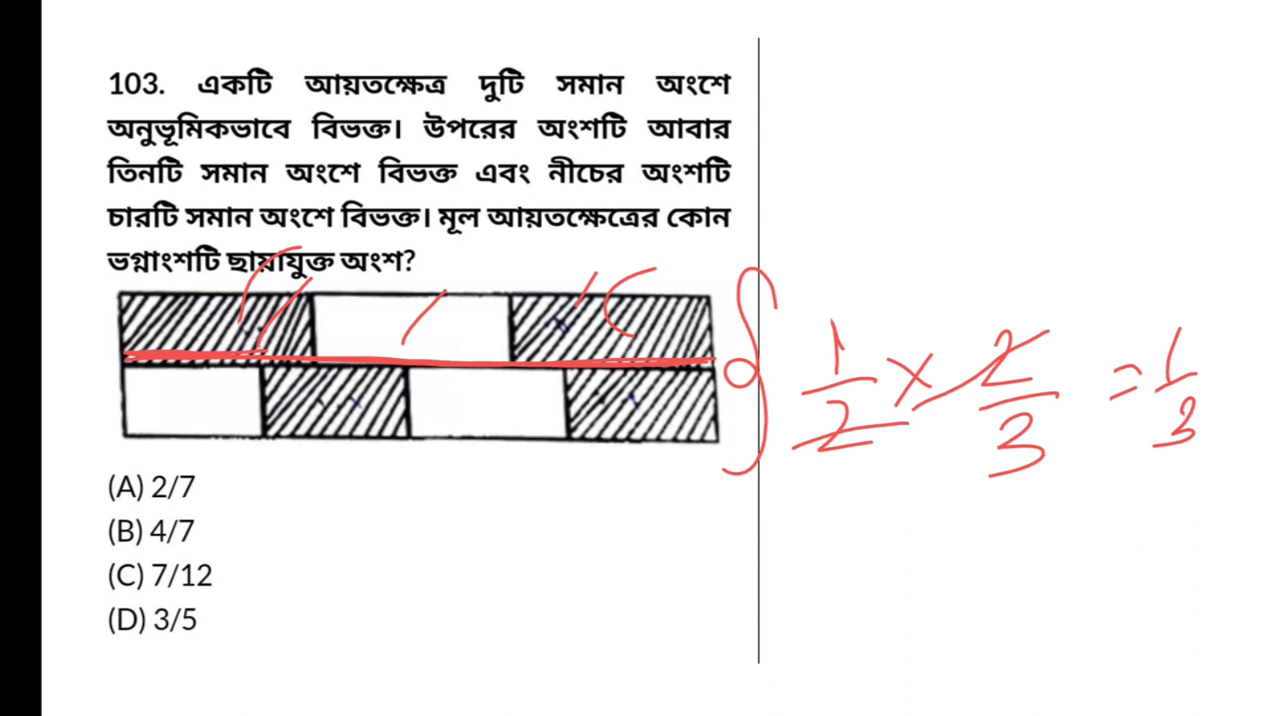 103. একটি আয়তক্ষেত্র দুটি সমান অংশে
অনুভূমিকভাবে বিভক্ত। উপরের অংশটি আবার
তিনটি সমান অংশে বিভক্ত এবং নীচের অংশটি
চারটি সমান অংশে বিভক্ত। মূল আয়তক্ষেত্রের কোন
ভগ্নাংশটি ছায়াযুক্ত অংশ?
1/2 × 2/3 = 1/3
(A) 2/7
(B) 4/7
(C) 7/12
(D) 3/5